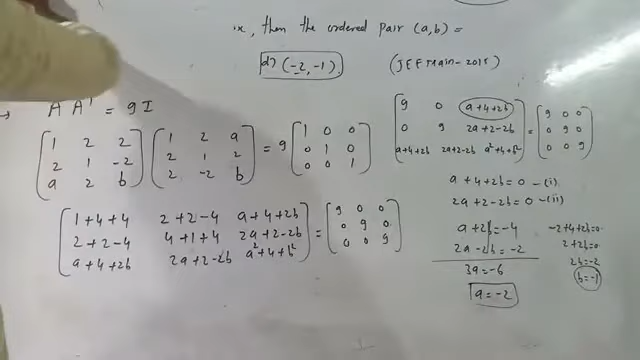 ix, then the ordered pair (a,b) =
d) (-2,-1). (JEE Main-2015)
→ A A' = 9I
[1 2 2; 2 1 -2; a 2 b] [1 2 a; 2 1 2; 2 -2 b] = 9 [1 0 0; 0 1 0; 0 0 1]
[1+4+4 2+2-4 a+4+2b; 2+2-4 4+1+4 2a+2-2b; a+4+2b 2a+2-2b a²+4+b²] = [9 0 0; 0 9 0; 0 0 9]
[9 0 a+4+2b; 0 9 2a+2-2b; a+4+2b 2a+2-2b a²+4+b²] = [9 0 0; 0 9 0; 0 0 9]
a+4+2b=0 -(i)
2a+2-2b=0 -(ii)
a+2b=-4
2a-2b=-2
3a=-6
a=-2
-2+4+2b=0
2+2b=0
2b=-2
b=-1